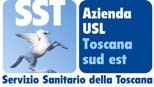 SST
Azienda
USL
Toscana
sud est
Servizio Sanitario della Toscana